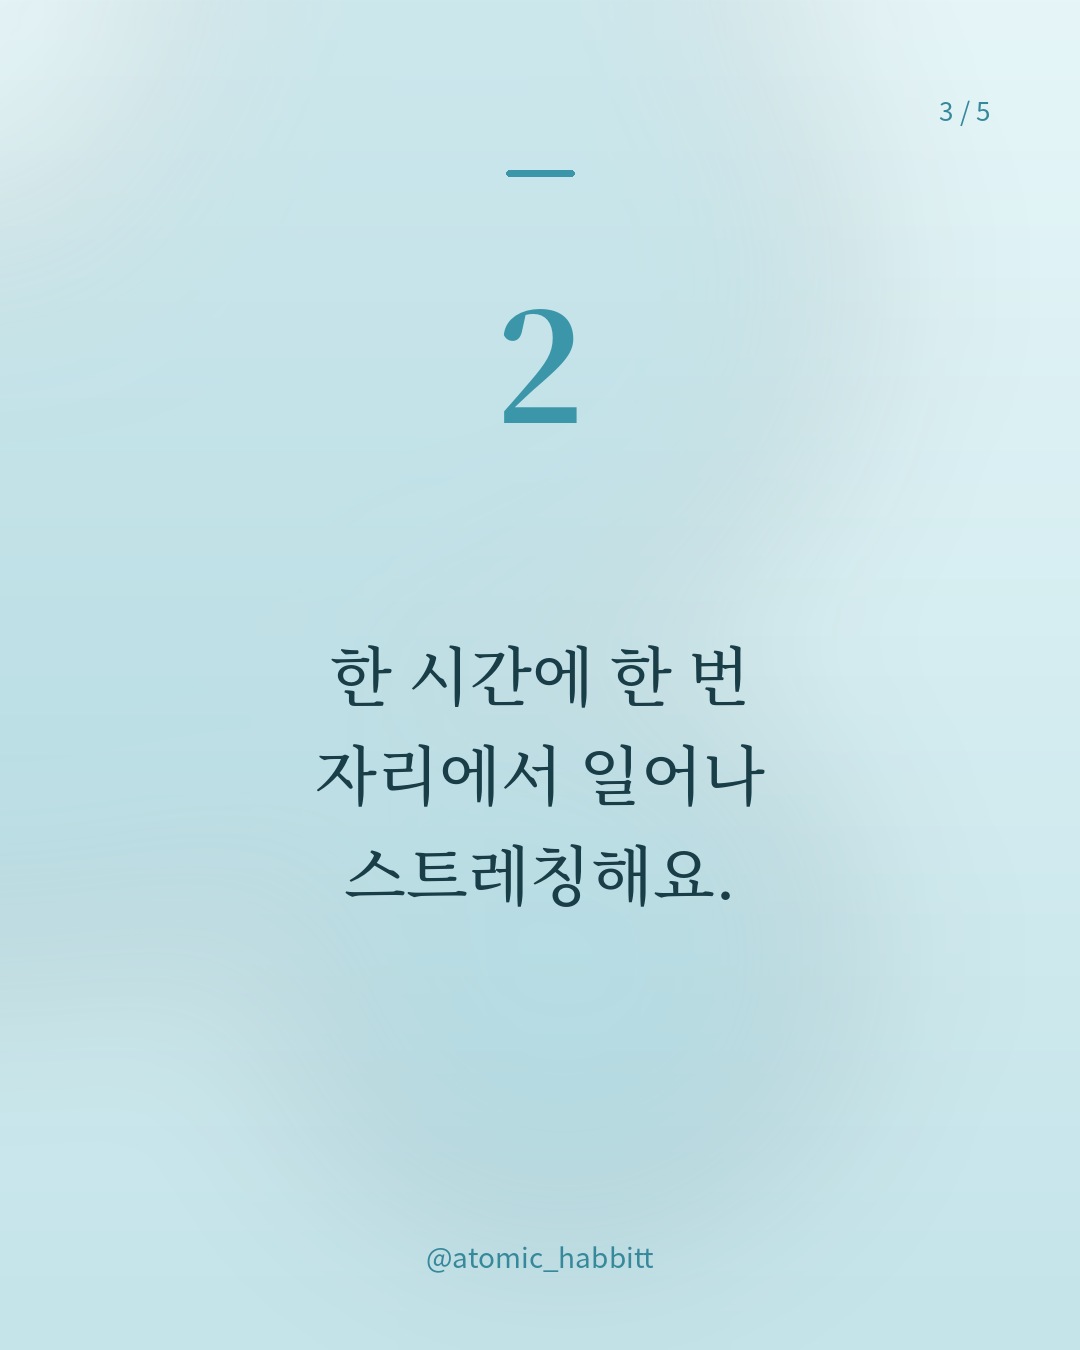 3 / 5
2
한 시간에 한 번
자리에서 일어나
스트레칭해요.
@atomic_habbitt